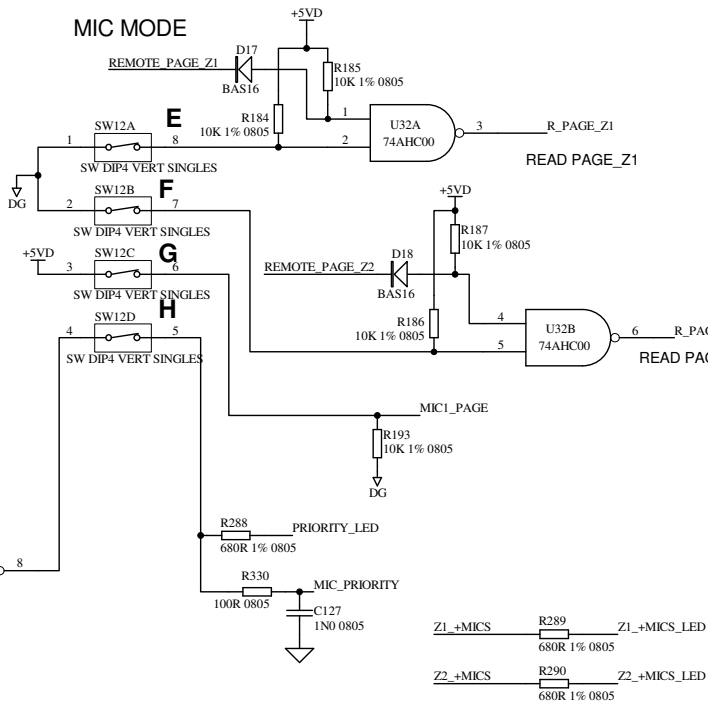 MIC MODE
+5VD
REMOTE_PAGE_Z1
D17
BAS16
R185
10K 1% 0805
R184
10K 1% 0805
1
2
U32A
74AHC00
3
R_PAGE_Z1
READ PAGE_Z1
SW12A
E
1
8
SW DIP4 VERT SINGLES
DG
SW12B
F
2
7
SW DIP4 VERT SINGLES
+5VD
SW12C
G
3
6
SW DIP4 VERT SINGLES
SW12D
H
4
5
SW DIP4 VERT SINGLES
+5VD
R187
10K 1% 0805
REMOTE_PAGE_Z2
D18
BAS16
R186
10K 1% 0805
4
5
U32B
74AHC00
6
R_PAG
READ PAG
MIC1_PAGE
R193
10K 1% 0805
DG
8
R288
680R 1% 0805
PRIORITY_LED
R330
100R 0805
MIC_PRIORITY
C127
1N0 0805
Z1_+MICS
R289
680R 1% 0805
Z1_+MICS_LED
Z2_+MICS
R290
680R 1% 0805
Z2_+MICS_LED